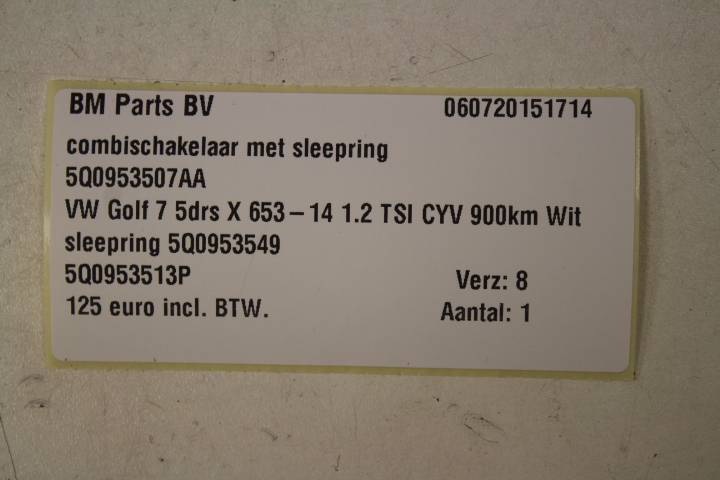 BM Parts BV 060720151714
combischakelaar met sleepring
5Q0953507AA
VW Golf 7 5drs X 653-14 1.2 TSI CYV 900km Wit
sleepring 5Q0953549
5Q0953513P Verz: 8
125 euro incl. BTW. Aantal: 1